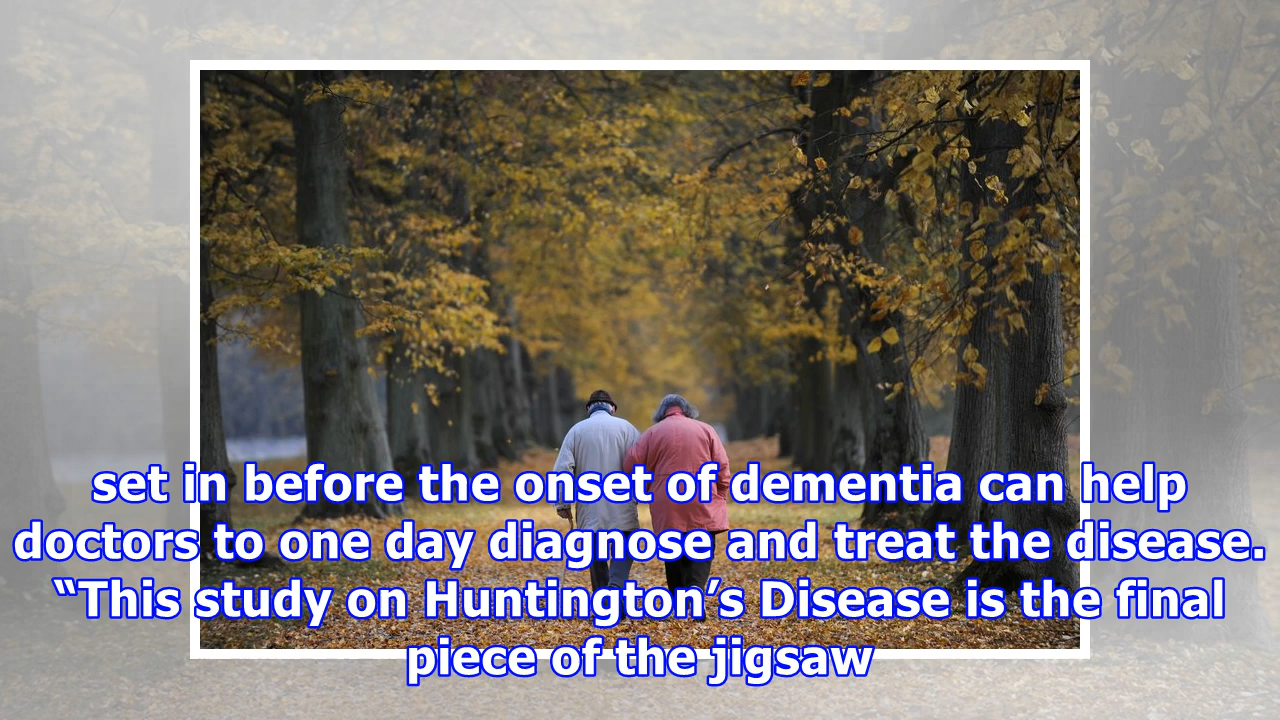 set in before the onset of dementia can help
doctors to one day diagnose and treat the disease.
“This study on Huntington’s Disease is the final
piece of the jigsaw